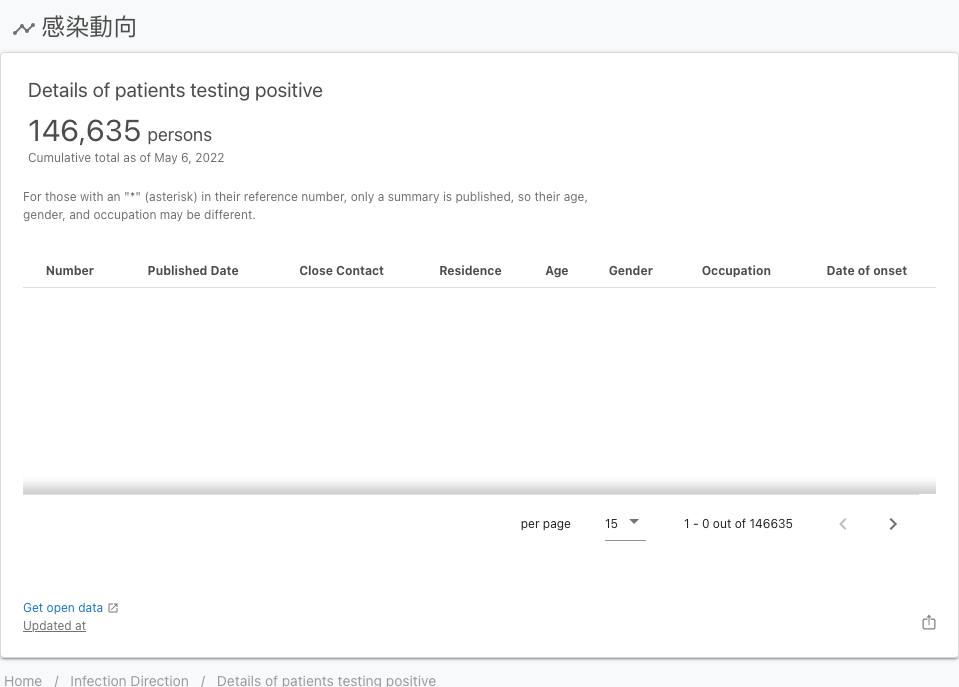 感染動向
Details of patients testing positive
146,635 persons
Cumulative total as of May 6, 2022
For those with an "*" (asterisk) in their reference number, only a summary is published, so their age,
gender, and occupation may be different.
Number Published Date Close Contact Residence Age Gender Occupation Date of onset
per page 15 1 - 0 out of 146635
Get open data
Updated at
Home / Infection Direction / Details of patients testing positive